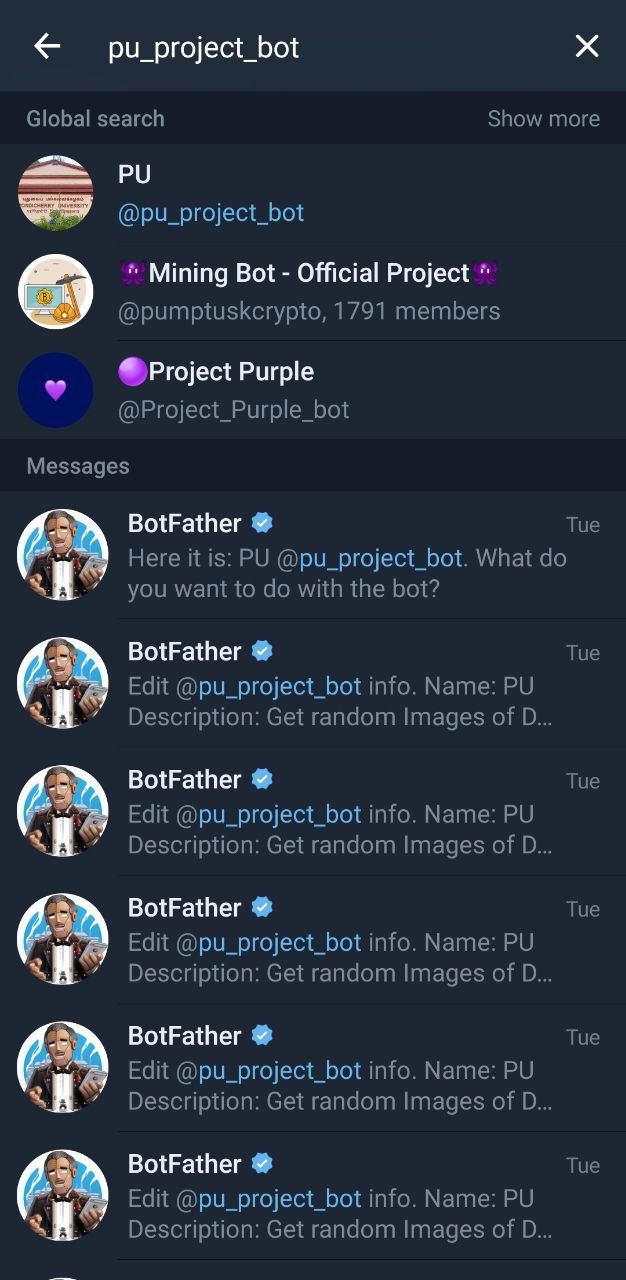 pu_project_bot
Global search
Show more
PU
@pu_project_bot
🐙Mining Bot - Official Project🐙
@pumptuskcrypto, 1791 members
🟣Project Purple
@Project_Purple_bot
Messages
BotFather
Tue
Here it is: PU @pu_project_bot. What do
you want to do with the bot?
BotFather
Tue
Edit @pu_project_bot info. Name: PU
Description: Get random Images of D...
BotFather
Tue
Edit @pu_project_bot info. Name: PU
Description: Get random Images of D...
BotFather
Tue
Edit @pu_project_bot info. Name: PU
Description: Get random Images of D...
BotFather
Tue
Edit @pu_project_bot info. Name: PU
Description: Get random Images of D...
BotFather
Tue
Edit @pu_project_bot info. Name: PU
Description: Get random Images of D...